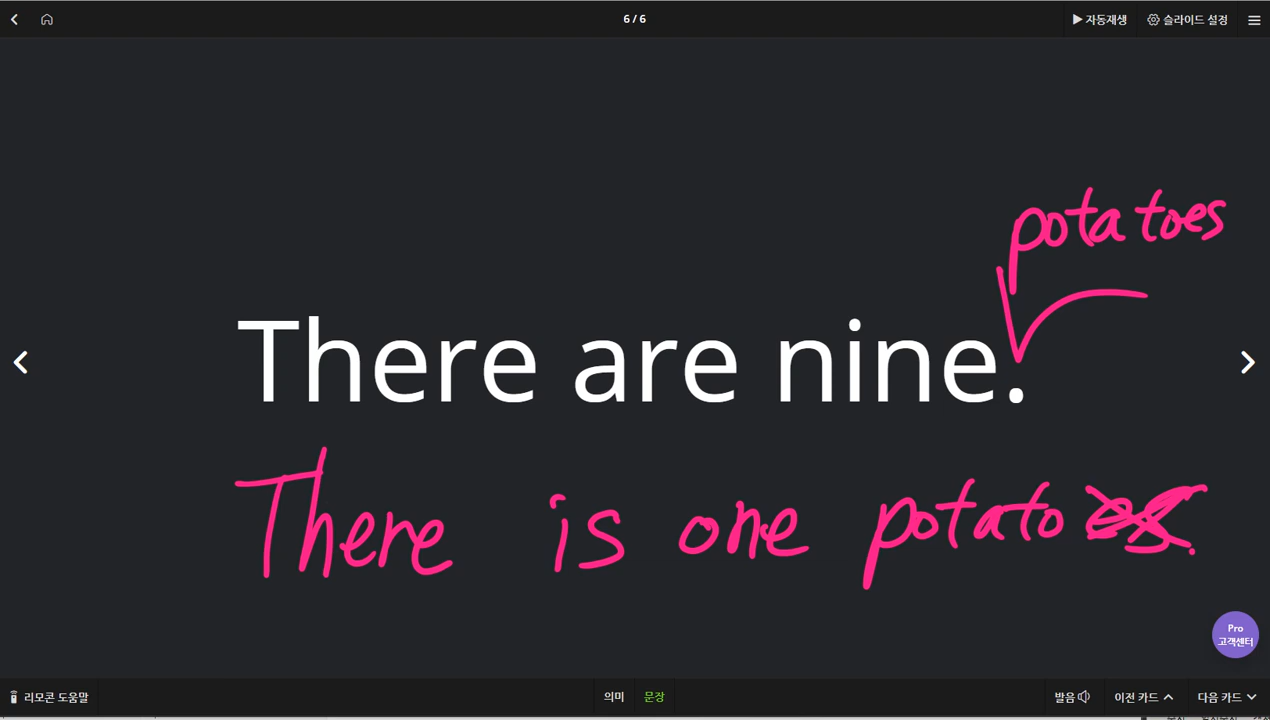 6 / 6
자동재생
슬라이드 설정
potatoes
There are nine.
There is one potatoes.
Pro
고객센터
리모콘 도움말
의미
문장
발음
이전 카드
다음 카드